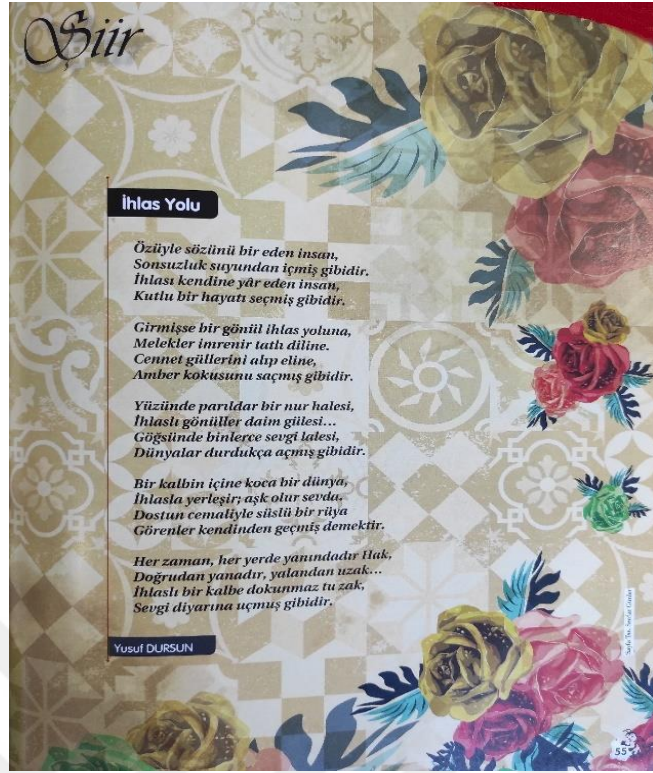 Şiir
İhlas Yolu
Özüyle sözünü bir eden insan,
Sonsuzluk suyundan içmiş gibidir.
İhlası kendine yâr eden insan,
Kutlu bir hayatı seçmiş gibidir.
Girmişse bir gönül ihlas yoluna,
Melekler imrenir tatlı diline.
Cennet güllerini alıp eline,
Amber kokusunu saçmış gibidir.
Yüzünde parıldar bir nur halesi,
İhlaslı gönüller daim gülesi...
Göğsünde binlerce sevgi lalesi,
Dünyalar durdukça açmış gibidir.
Bir kalbin içine koca bir dünya,
İhlasla yerleşir; aşk olur sevda,
Dostun cemaliyle süslü bir rüya
Görenler kendinden geçmiş demektir.
Her zaman, her yerde yanındadır Hak,
Doğrudan yanadır, yalandan uzak...
İhlaslı bir kalbe dokunmaz tu zak,
Sevgi diyarına uçmuş gibidir.
Yusuf DURSUN
55